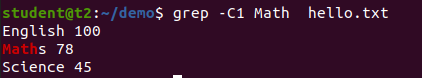 student@t2:~/demo$ grep -C1 Math  hello.txt
English 100
Maths 78
Science 45